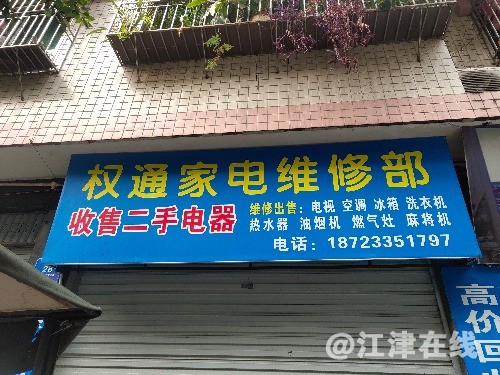 权通家电维修部
收售二手电器
维修出售：电视 空调 冰箱 洗衣机
热水器 油烟机 燃气灶 麻将机
电话：18723351797
高价回
@江津在线